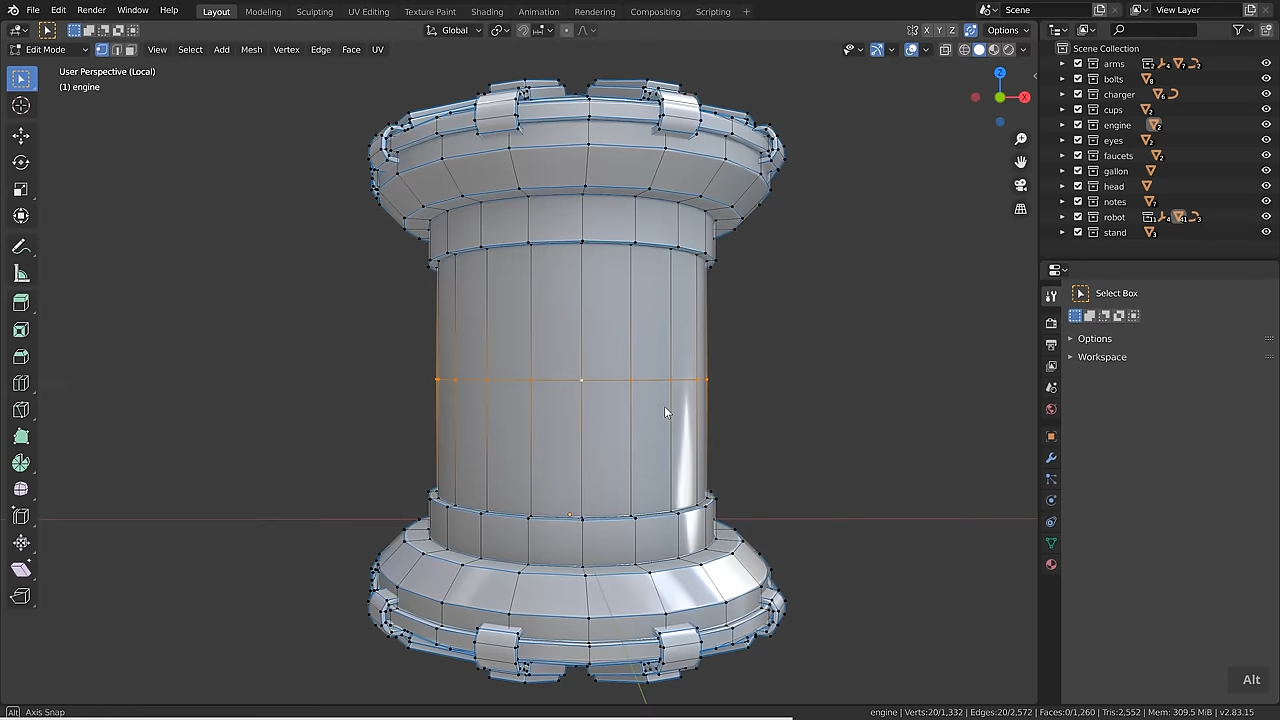 File Edit Render Window Help Layout Modeling Sculpting UV Editing Texture Paint Shading Animation Rendering Compositing Scripting + Scene View Layer
Global X Y Z Options
Edit Mode View Select Add Mesh Vertex Edge Face UV
User Perspective (Local)
(1) engine
Z
X
Scene Collection
arms
bolts
charger
cups
engine
eyes
faucets
gallon
head
notes
robot
stand
Select Box
Options
Workspace
Alt
Alt Axis Snap
engine | Verts:20/1,332 | Edges:20/2,572 | Faces:0/1,260 | Tris:2,552 | Mem: 309.5 MiB | v2.83.15